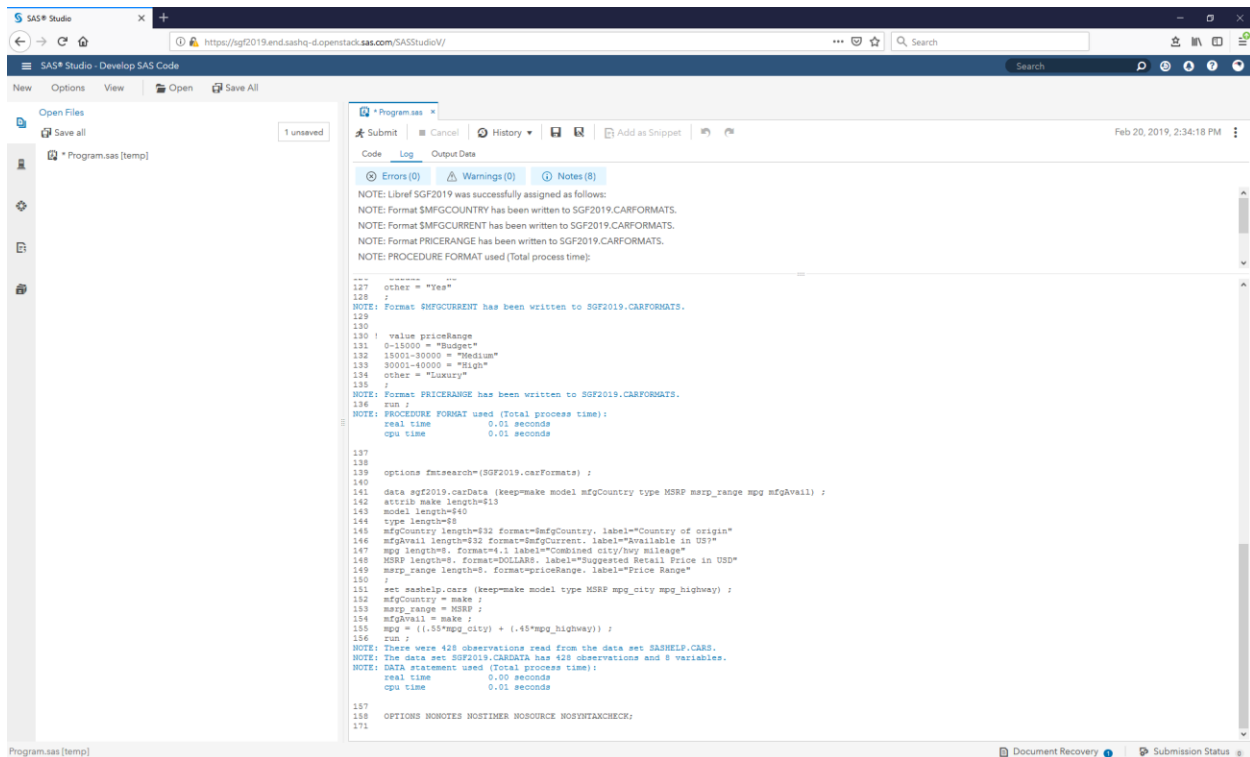 SAS® Studio
https://sgf2019.end.sashq-d.openstack.sas.com/SASStudioV/
Search
SAS® Studio - Develop SAS Code
Search
New Options View Open Save All
Open Files
Save all
1 unsaved
* Program.sas [temp]
* Program.sas
Submit Cancel History Add as Snippet
Feb 20, 2019, 2:34:18 PM
Code Log Output Data
Errors (0) Warnings (0) Notes (8)
NOTE: Libref SGF2019 was successfully assigned as follows:
NOTE: Format $MFGCOUNTRY has been written to SGF2019.CARFORMATS.
NOTE: Format $MFGCURRENT has been written to SGF2019.CARFORMATS.
NOTE: Format PRICERANGE has been written to SGF2019.CARFORMATS.
NOTE: PROCEDURE FORMAT used (Total process time):
127 other = "Yes"
128 ;
NOTE: Format $MFGCURRENT has been written to SGF2019.CARFORMATS.
129
130
130 ! value priceRange
131 0-15000 = "Budget"
132 15001-30000 = "Medium"
133 30001-40000 = "High"
134 other = "Luxury"
135 ;
NOTE: Format PRICERANGE has been written to SGF2019.CARFORMATS.
136 run ;
NOTE: PROCEDURE FORMAT used (Total process time):
real time 0.01 seconds
cpu time 0.01 seconds
137
138
139 options fmtsearch=(SGF2019.carFormats) ;
140
141 data sgf2019.carData (keep=make model mfgCountry type MSRP msrp_range mpg mfgAvail) ;
142 attrib make length=$13
143 model length=$40
144 type length=$8
145 mfgCountry length=$32 format=$mfgCountry. label="Country of origin"
146 mfgAvail length=$32 format=$mfgCurrent. label="Available in US?"
147 mpg length=8. format=4.1 label="Combined city/hwy mileage"
148 MSRP length=8. format=DOLLAR8. label="Suggested Retail Price in USD"
149 msrp_range length=8. format=priceRange. label="Price Range"
150 ;
151 set sashelp.cars (keep=make model type MSRP mpg_city mpg_highway) ;
152 mfgCountry = make ;
153 msrp_range = MSRP ;
154 mfgAvail = make ;
155 mpg = ((.55*mpg_city) + (.45*mpg_highway)) ;
156 run ;
NOTE: There were 428 observations read from the data set SASHELP.CARS.
NOTE: The data set SGF2019.CARDATA has 428 observations and 8 variables.
NOTE: DATA statement used (Total process time):
real time 0.00 seconds
cpu time 0.01 seconds
157
158 OPTIONS NONOTES NOSTIMER NOSOURCE NOSYNTAXCHECK;
171
Program.sas [temp]
Document Recovery 1 Submission Status 0